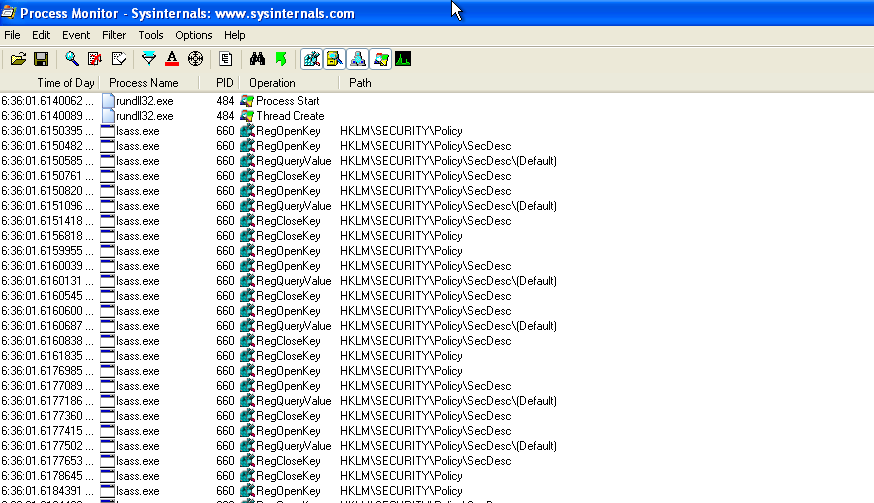 Process Monitor - Sysinternals: www.sysinternals.com
File Edit Event Filter Tools Options Help
Time of Day Process Name PID Operation Path
6:36:01.6140062 ... rundll32.exe 484 Process Start
6:36:01.6140089 ... rundll32.exe 484 Thread Create
6:36:01.6150395 ... lsass.exe 660 RegOpenKey HKLM\SECURITY\Policy
6:36:01.6150482 ... lsass.exe 660 RegOpenKey HKLM\SECURITY\Policy\SecDesc
6:36:01.6150585 ... lsass.exe 660 RegQueryValue HKLM\SECURITY\Policy\SecDesc\(Default)
6:36:01.6150761 ... lsass.exe 660 RegCloseKey HKLM\SECURITY\Policy\SecDesc
6:36:01.6150820 ... lsass.exe 660 RegOpenKey HKLM\SECURITY\Policy\SecDesc
6:36:01.6151096 ... lsass.exe 660 RegQueryValue HKLM\SECURITY\Policy\SecDesc\(Default)
6:36:01.6151418 ... lsass.exe 660 RegCloseKey HKLM\SECURITY\Policy\SecDesc
6:36:01.6156818 ... lsass.exe 660 RegCloseKey HKLM\SECURITY\Policy
6:36:01.6159955 ... lsass.exe 660 RegOpenKey HKLM\SECURITY\Policy
6:36:01.6160039 ... lsass.exe 660 RegOpenKey HKLM\SECURITY\Policy\SecDesc
6:36:01.6160131 ... lsass.exe 660 RegQueryValue HKLM\SECURITY\Policy\SecDesc\(Default)
6:36:01.6160545 ... lsass.exe 660 RegCloseKey HKLM\SECURITY\Policy\SecDesc
6:36:01.6160600 ... lsass.exe 660 RegOpenKey HKLM\SECURITY\Policy\SecDesc
6:36:01.6160687 ... lsass.exe 660 RegQueryValue HKLM\SECURITY\Policy\SecDesc\(Default)
6:36:01.6160838 ... lsass.exe 660 RegCloseKey HKLM\SECURITY\Policy\SecDesc
6:36:01.6161835 ... lsass.exe 660 RegCloseKey HKLM\SECURITY\Policy
6:36:01.6176985 ... lsass.exe 660 RegOpenKey HKLM\SECURITY\Policy
6:36:01.6177089 ... lsass.exe 660 RegOpenKey HKLM\SECURITY\Policy\SecDesc
6:36:01.6177186 ... lsass.exe 660 RegQueryValue HKLM\SECURITY\Policy\SecDesc\(Default)
6:36:01.6177360 ... lsass.exe 660 RegCloseKey HKLM\SECURITY\Policy\SecDesc
6:36:01.6177415 ... lsass.exe 660 RegOpenKey HKLM\SECURITY\Policy\SecDesc
6:36:01.6177502 ... lsass.exe 660 RegQueryValue HKLM\SECURITY\Policy\SecDesc\(Default)
6:36:01.6177653 ... lsass.exe 660 RegCloseKey HKLM\SECURITY\Policy\SecDesc
6:36:01.6178645 ... lsass.exe 660 RegCloseKey HKLM\SECURITY\Policy
6:36:01.6184391 ... lsass.exe 660 RegOpenKey HKLM\SECURITY\Policy